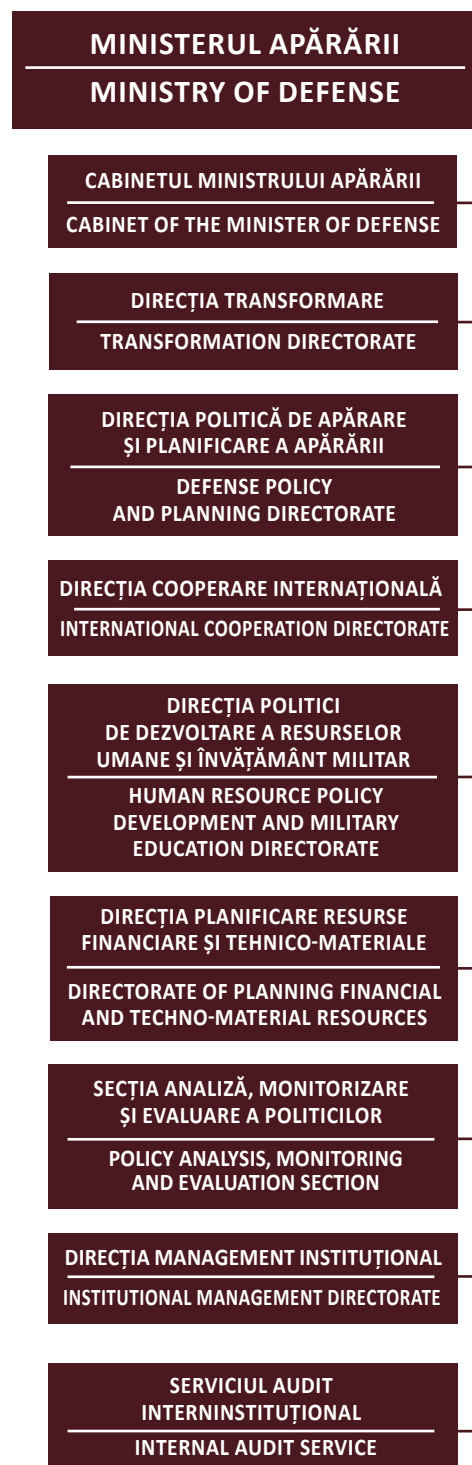 MINISTERUL APĂRĂRII
MINISTRY OF DEFENSE
CABINETUL MINISTRULUI APĂRĂRII
CABINET OF THE MINISTER OF DEFENSE
DIRECȚIA TRANSFORMARE
TRANSFORMATION DIRECTORATE
DIRECȚIA POLITICĂ DE APĂRARE
ȘI PLANIFICARE A APĂRĂRII
DEFENSE POLICY
AND PLANNING DIRECTORATE
DIRECȚIA COOPERARE INTERNAȚIONALĂ
INTERNATIONAL COOPERATION DIRECTORATE
DIRECȚIA POLITICI
DE DEZVOLTARE A RESURSELOR
UMANE ȘI ÎNVĂȚĂMÂNT MILITAR
HUMAN RESOURCE POLICY
DEVELOPMENT AND MILITARY
EDUCATION DIRECTORATE
DIRECȚIA PLANIFICARE RESURSE
FINANCIARE ȘI TEHNICO-MATERIALE
DIRECTORATE OF PLANNING FINANCIAL
AND TECHNO-MATERIAL RESOURCES
SECȚIA ANALIZĂ, MONITORIZARE
ȘI EVALUARE A POLITICILOR
POLICY ANALYSIS, MONITORING
AND EVALUATION SECTION
DIRECȚIA MANAGEMENT INSTITUȚIONAL
INSTITUTIONAL MANAGEMENT DIRECTORATE
SERVICIUL AUDIT
INTERNINSTITUȚIONAL
INTERNAL AUDIT SERVICE